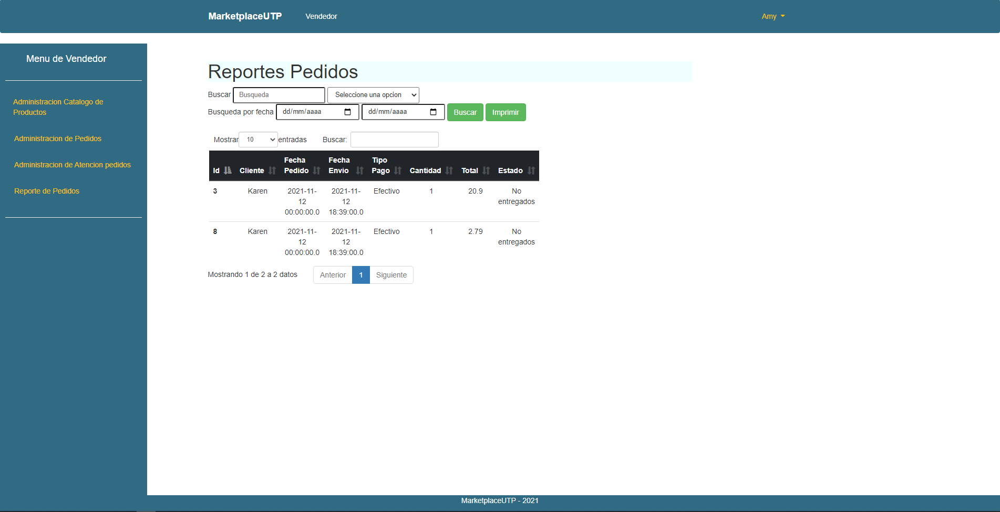 MarketplaceUTP Vendedor Amy
Menu de Vendedor
Administracion Catalogo de
Productos
Administracion de Pedidos
Administracion de Atencion pedidos
Reporte de Pedidos
Reportes Pedidos
Buscar Busqueda Seleccione una opcion
Busqueda por fecha dd/mm/aaaa dd/mm/aaaa Buscar Imprimir
Mostrar 10 entradas Buscar:
Id Cliente Fecha Pedido Fecha Envio Tipo Pago Cantidad Total Estado
3 Karen 2021-11-12 00:00:00.0 2021-11-12 18:39:00.0 Efectivo 1 20.9 No entregados
8 Karen 2021-11-12 00:00:00.0 2021-11-12 18:39:00.0 Efectivo 1 2.79 No entregados
Mostrando 1 de 2 a 2 datos Anterior 1 Siguiente
MarketplaceUTP - 2021